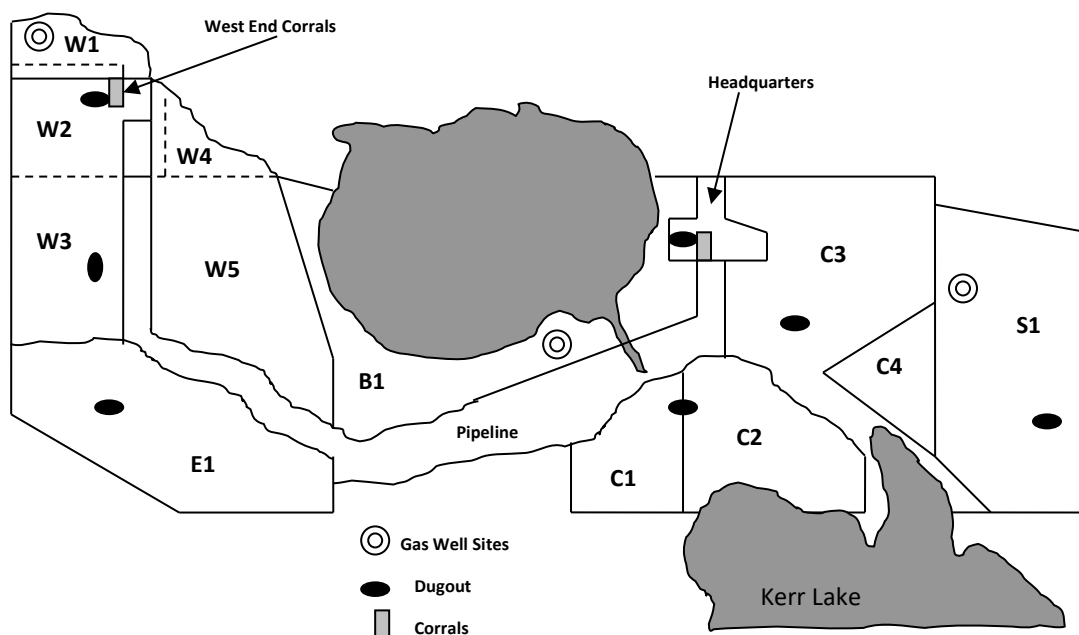 West End Corrals
W1
Headquarters
W2
W4
W3
W5
C3
S1
B1
C4
Pipeline
C2
E1
C1
Gas Well Sites
Dugout
Kerr Lake
Corrals